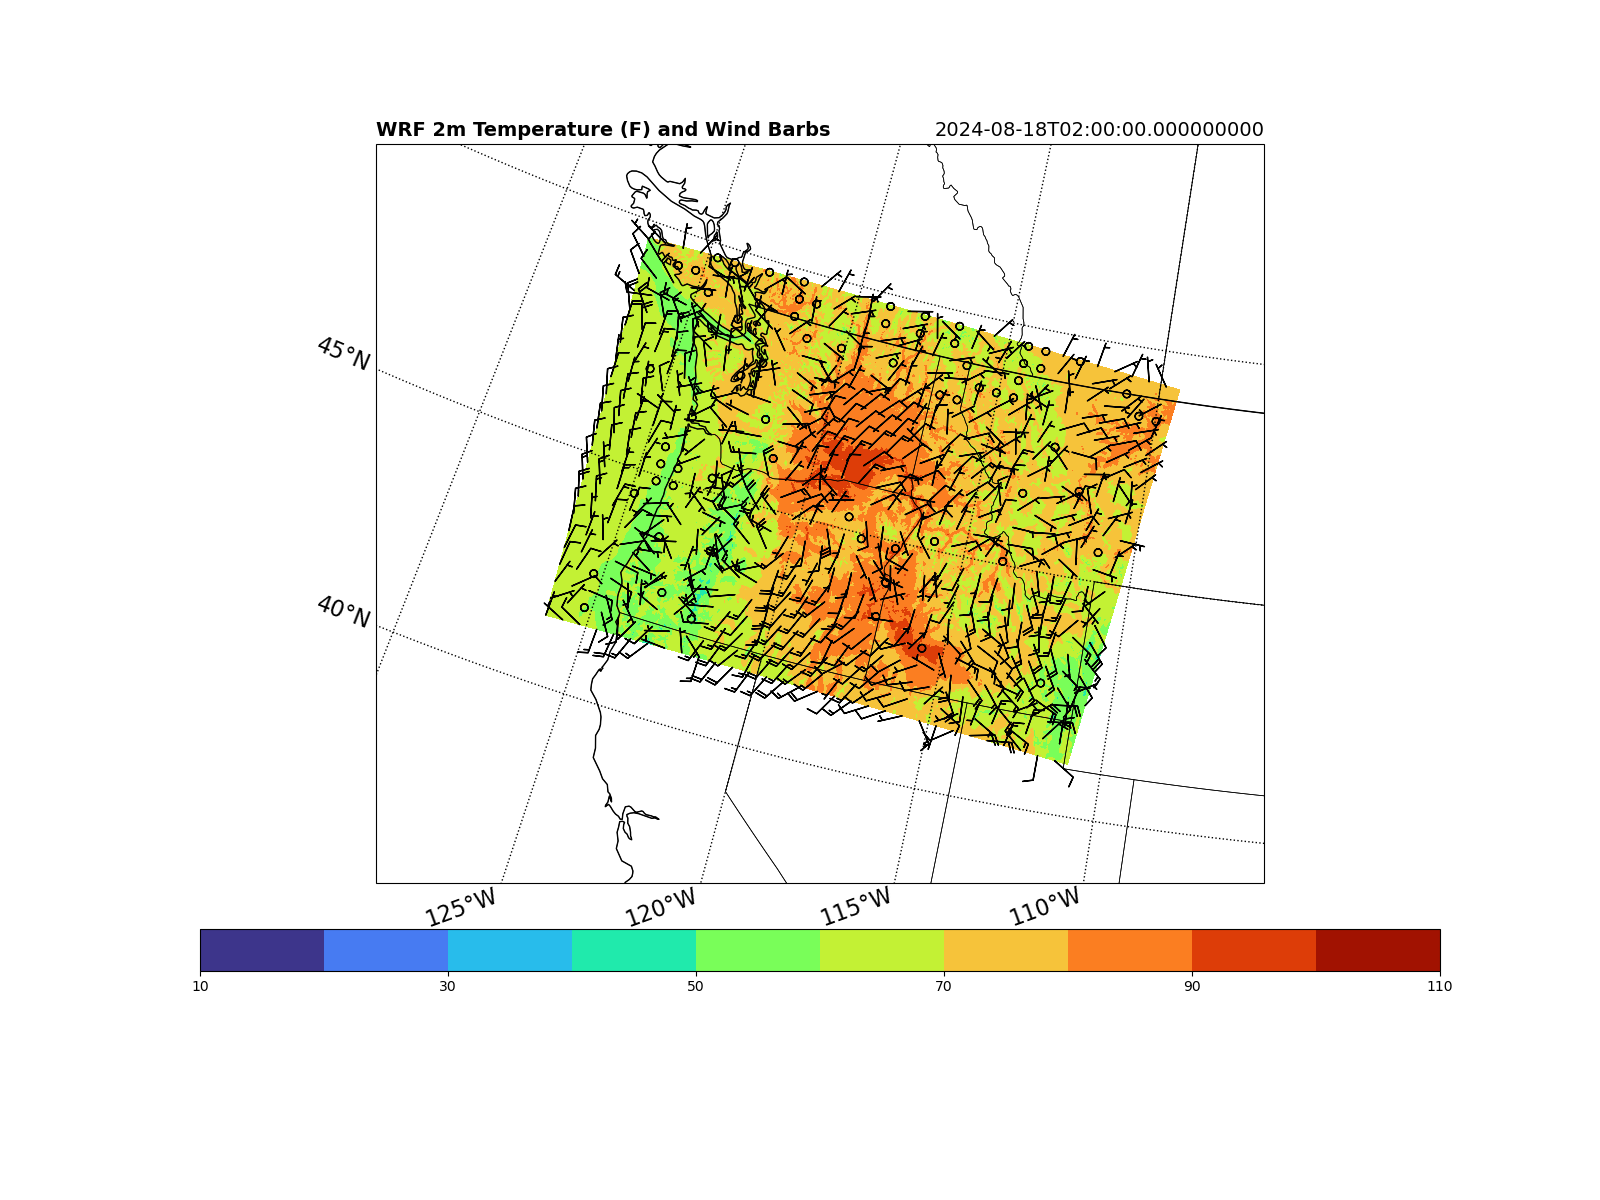 WRF 2m Temperature (F) and Wind Barbs 2024-08-18T02:00:00.000000000
45°N
40°N
125°W 120°W 115°W 110°W
10 30 50 70 90 110